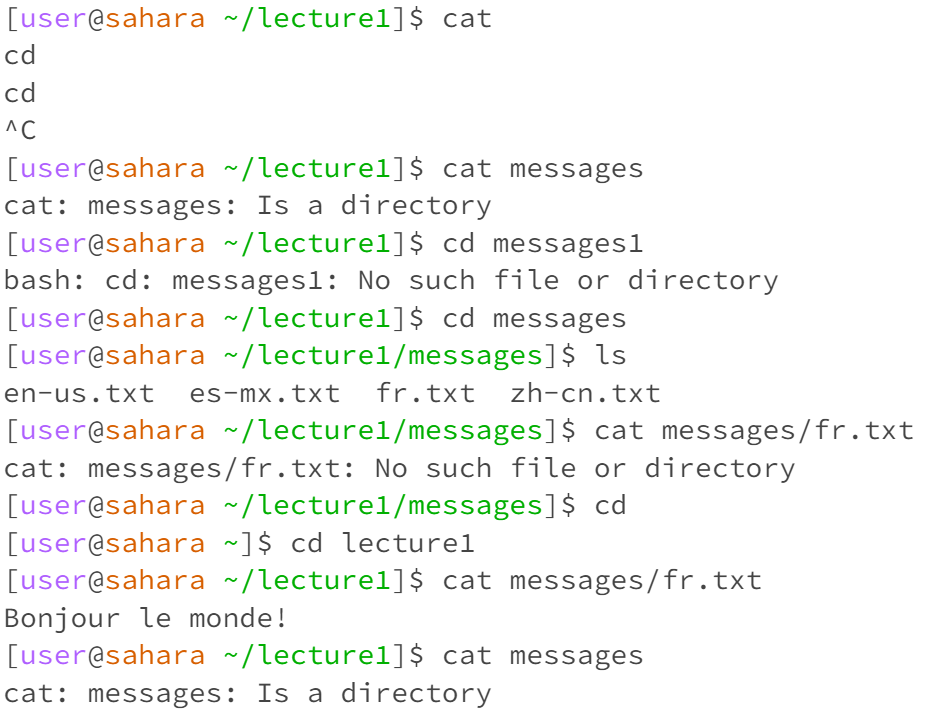 [user@sahara ~/lecture1]$ cat
cd
cd
^C
[user@sahara ~/lecture1]$ cat messages
cat: messages: Is a directory
[user@sahara ~/lecture1]$ cd messages1
bash: cd: messages1: No such file or directory
[user@sahara ~/lecture1]$ cd messages
[user@sahara ~/lecture1/messages]$ ls
en-us.txt  es-mx.txt  fr.txt  zh-cn.txt
[user@sahara ~/lecture1/messages]$ cat messages/fr.txt
cat: messages/fr.txt: No such file or directory
[user@sahara ~/lecture1/messages]$ cd
[user@sahara ~]$ cd lecture1
[user@sahara ~/lecture1]$ cat messages/fr.txt
Bonjour le monde!
[user@sahara ~/lecture1]$ cat messages
cat: messages: Is a directory